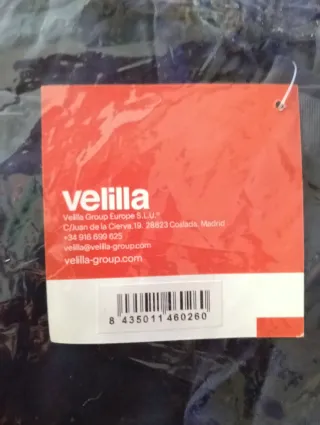 velilla
Velilla Group Europe S.L.U.®
C/Juan de la Cierva,19. 28823 Coslada, Madrid
+34 916 699 625
velilla@velilla-group.com
velilla-group.com
8 435011 460260